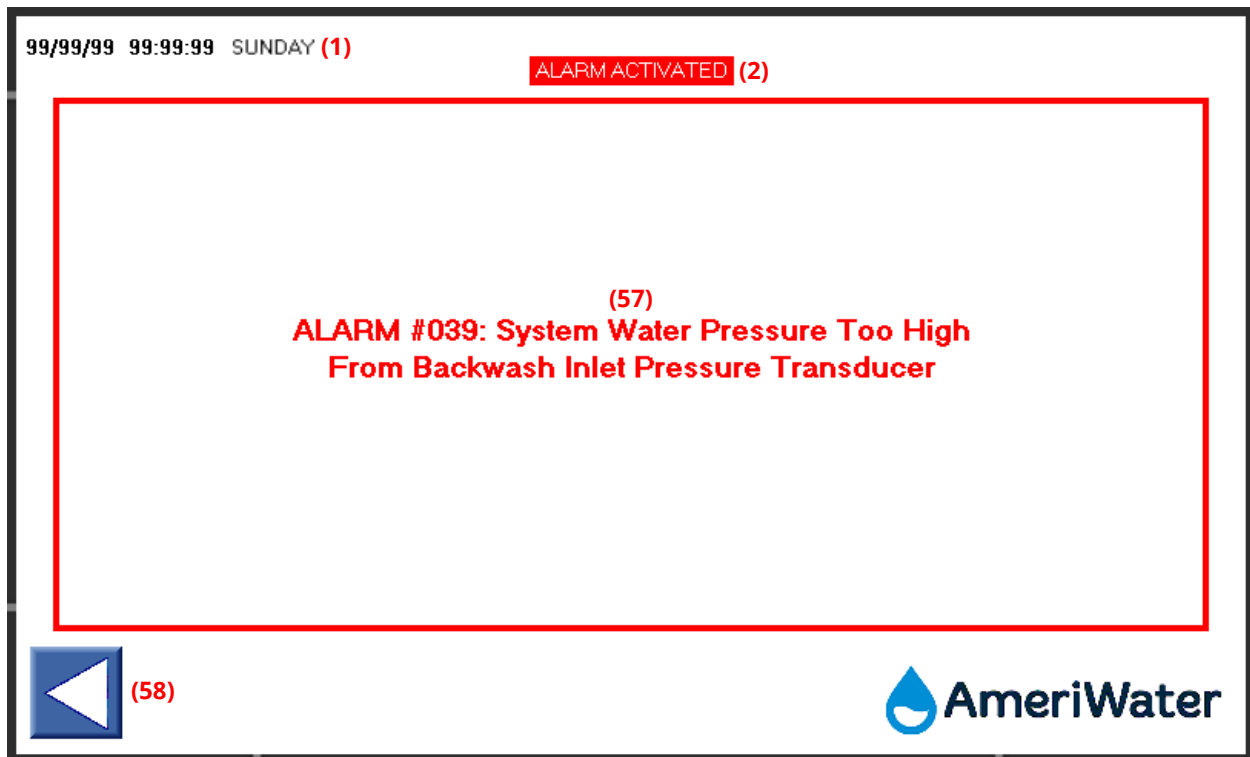 99/99/99 99:99:99 SUNDAY (1)
ALARM ACTIVATED (2)
(57)
ALARM #039: System Water Pressure Too High
From Backwash Inlet Pressure Transducer
(58)
AmeriWater